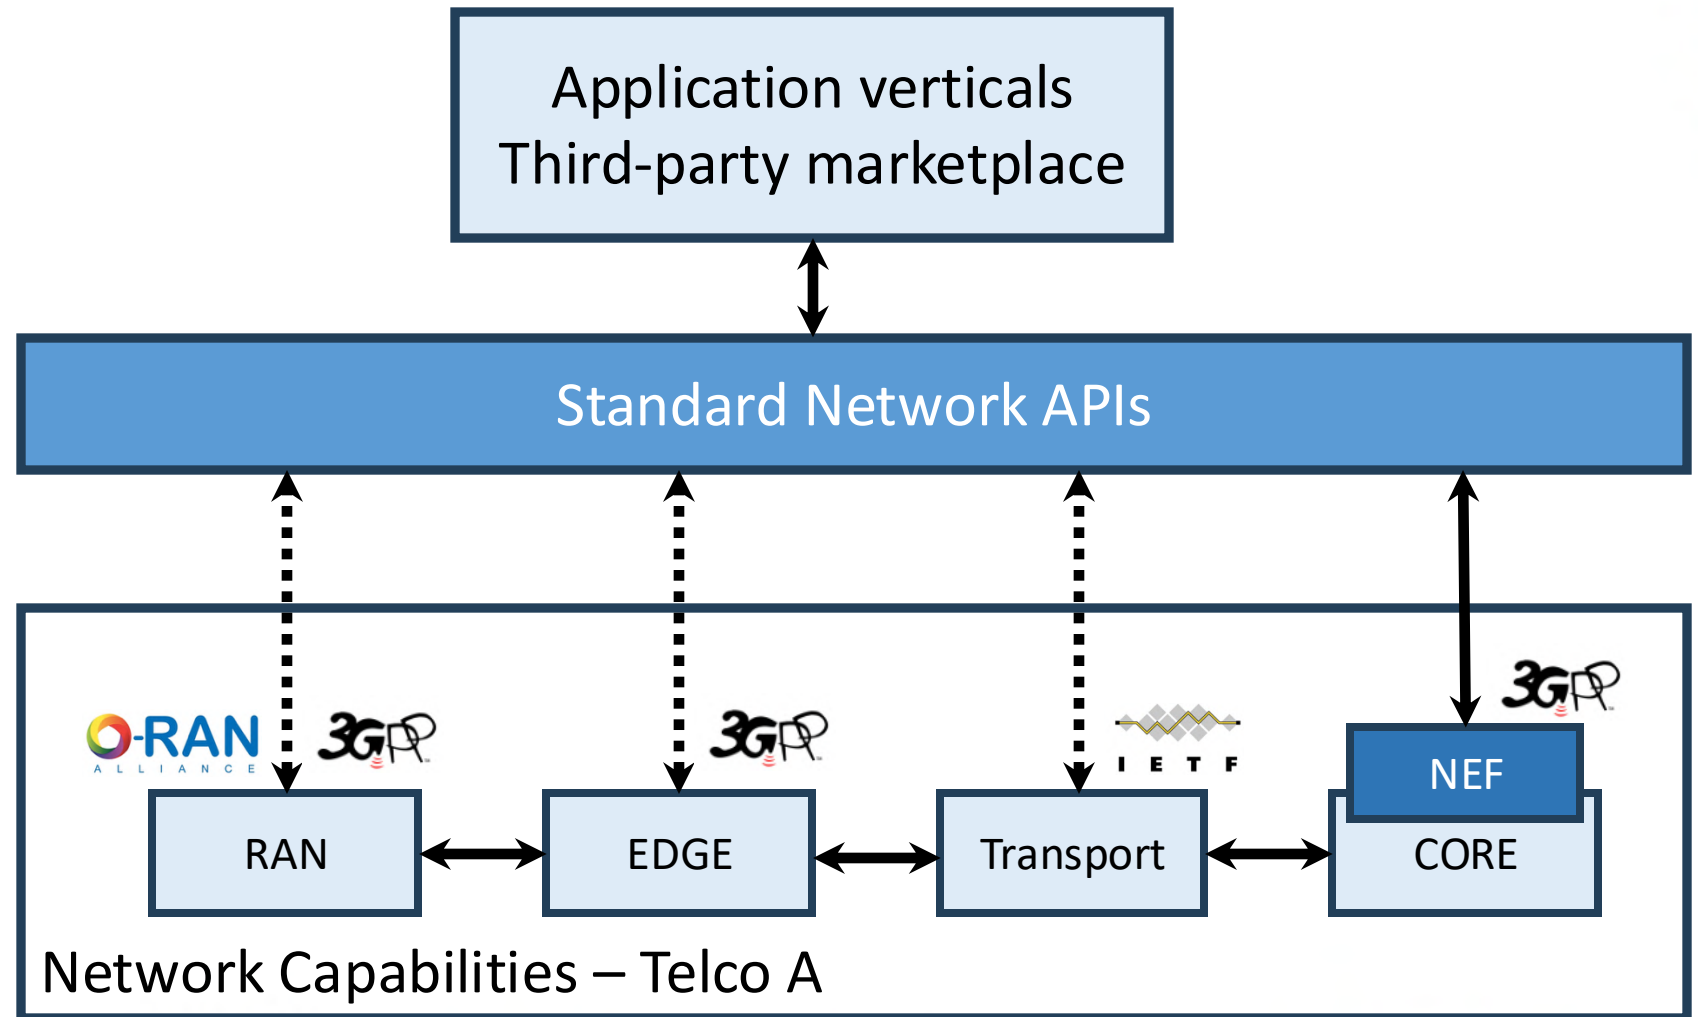 Application verticals
Third-party marketplace
Standard Network APIs
O-RAN
ALLIANCE
3GPP
3GPP
IETF
3GPP
NEF
RAN
EDGE
Transport
CORE
Network Capabilities – Telco A